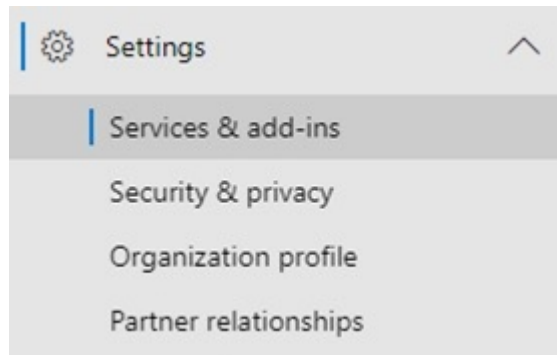 Settings
Services & add-ins
Security & privacy
Organization profile
Partner relationships